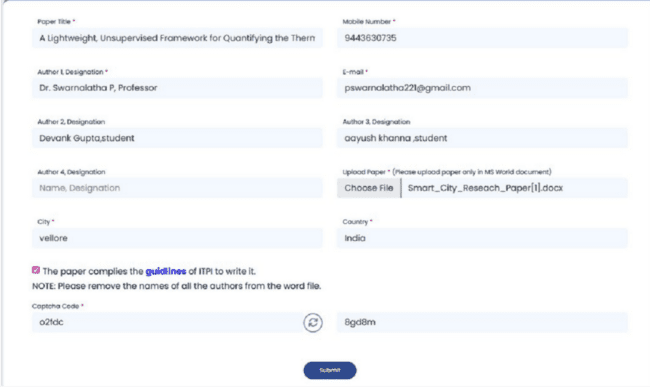 Paper Title * Mobile Number *
A Lightweight, Unsupervised Framework for Quantifying the Thern 9443630735
Author 1, Designation * E-mail *
Dr. Swarnalatha P, Professor pswarnalatha221@gmail.com
Author 2, Designation Author 3, Designation
Devank Gupta,student aayush khanna ,student
Author 4, Designation Upload Paper * (Please upload paper only in MS World document)
Name, Designation Choose File Smart_City_Reseach_Paper[1].docx
City * Country *
vellore India
The paper complies the guidlines of ITPI to write it.
NOTE: Please remove the names of all the authors from the word file.
Captcha Code *
o2fdc 8gd8m
Submit